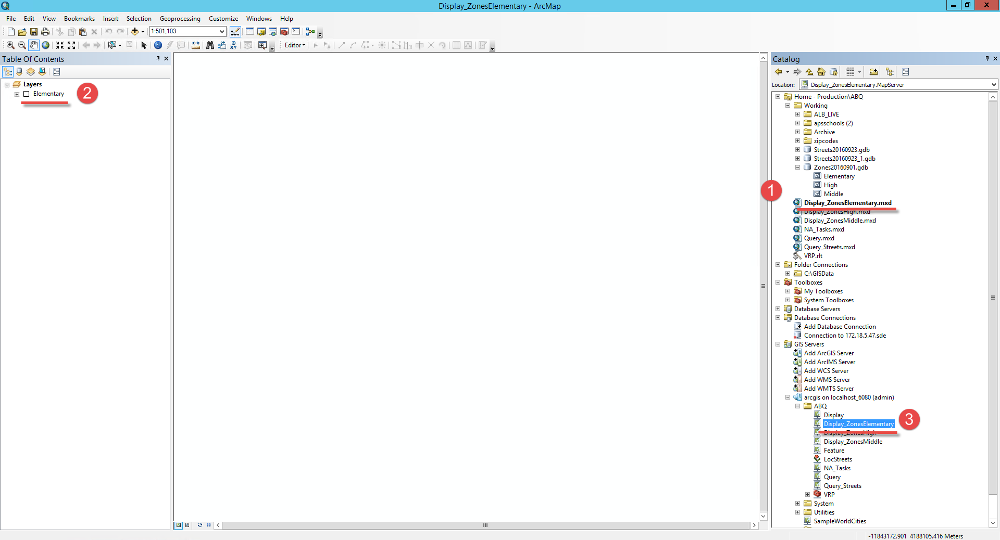 Display_ZonesElementary - ArcMap
File Edit View Bookmarks Insert Selection Geoprocessing Customize Windows Help
1:501,103
Editor
Table Of Contents
Layers
Elementary
2
Catalog
Location: Display_ZonesElementary.MapServer
Home - Production\ABQ
Working
ALB_LIVE
apsschools (2)
Archive
zipcodes
Streets20160923.gdb
Streets20160923_1.gdb
Zones20160901.gdb
Elementary
High
Middle
1
Display_ZonesElementary.mxd
Display_ZonesHigh.mxd
Display_ZonesMiddle.mxd
NA_Tasks.mxd
Query.mxd
Query_Streets.mxd
VRP.rlt
Folder Connections
C:\GISData
Toolboxes
My Toolboxes
System Toolboxes
Database Servers
Database Connections
Add Database Connection
Connection to 172.18.5.47.sde
GIS Servers
Add ArcGIS Server
Add ArcIMS Server
Add WCS Server
Add WMS Server
Add WMTS Server
arcgis on localhost_6080 (admin)
ABQ
Display
Display_ZonesElementary
3
Display_ZonesHigh
Display_ZonesMiddle
Feature
LocStreets
NA_Tasks
Query
Query_Streets
VRP
System
Utilities
SampleWorldCities
-11843172.901 4188105.416 Meters